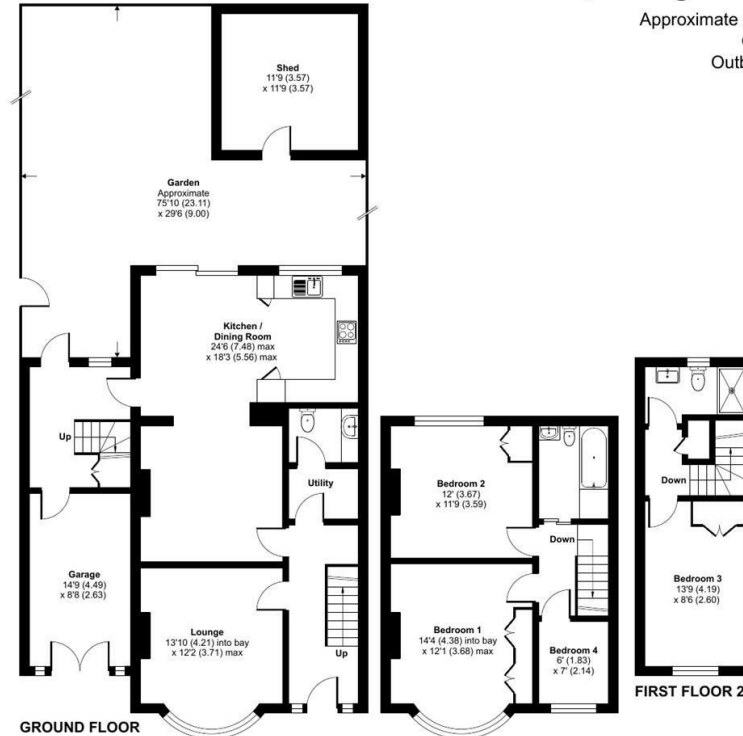 Approximate
Shed
11'9 (3.57)
x 11'9 (3.57)
Garden
Approximate
75'10 (23.11)
x 29'6 (9.00)
Kitchen /
Dining Room
24'6 (7.48) max
x 18'3 (5.56) max
Up
Utility
Garage
14'9 (4.49)
x 8'8 (2.63)
Lounge
13'10 (4.21) into bay
x 12'2 (3.71) max
Up
GROUND FLOOR
Bedroom 2
12' (3.67)
x 11'9 (3.59)
Down
Bedroom 1
14'4 (4.38) into bay
x 12'1 (3.68) max
Bedroom 4
6' (1.83)
x 7' (2.14)
Down
Bedroom 3
13'9 (4.19)
x 8'6 (2.60)
FIRST FLOOR 2